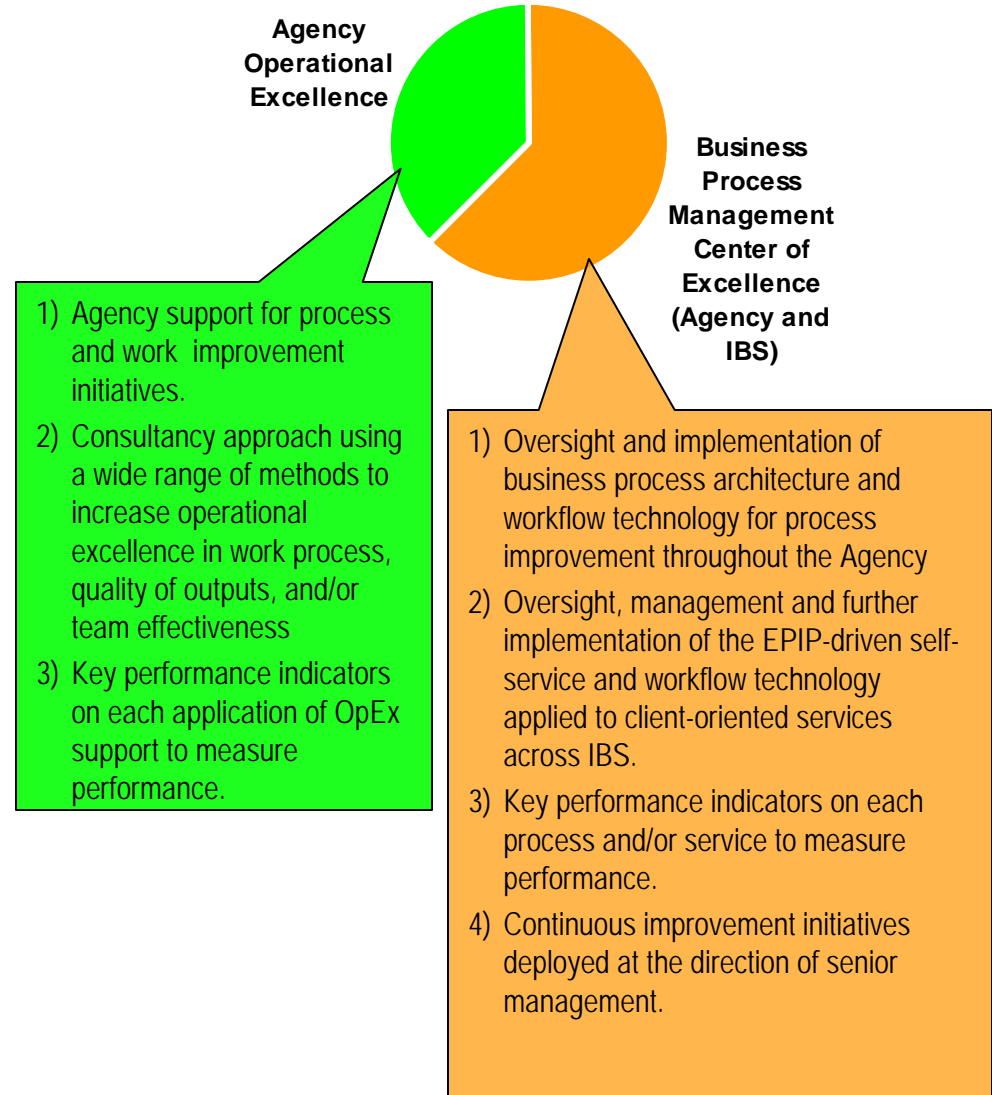 Agency
Operational
Excellence
Business
Process
Management
Center of
Excellence
(Agency and
IBS)
1) Agency support for process
and work improvement
initiatives.
2) Consultancy approach using
a wide range of methods to
increase operational
excellence in work process,
quality of outputs, and/or
team effectiveness
3) Key performance indicators
on each application of OpEx
support to measure
performance.
1) Oversight and implementation of
business process architecture and
workflow technology for process
improvement throughout the Agency
2) Oversight, management and further
implementation of the EPIP-driven self-
service and workflow technology
applied to client-oriented services
across IBS.
3) Key performance indicators on each
process and/or service to measure
performance.
4) Continuous improvement initiatives
deployed at the direction of senior
management.